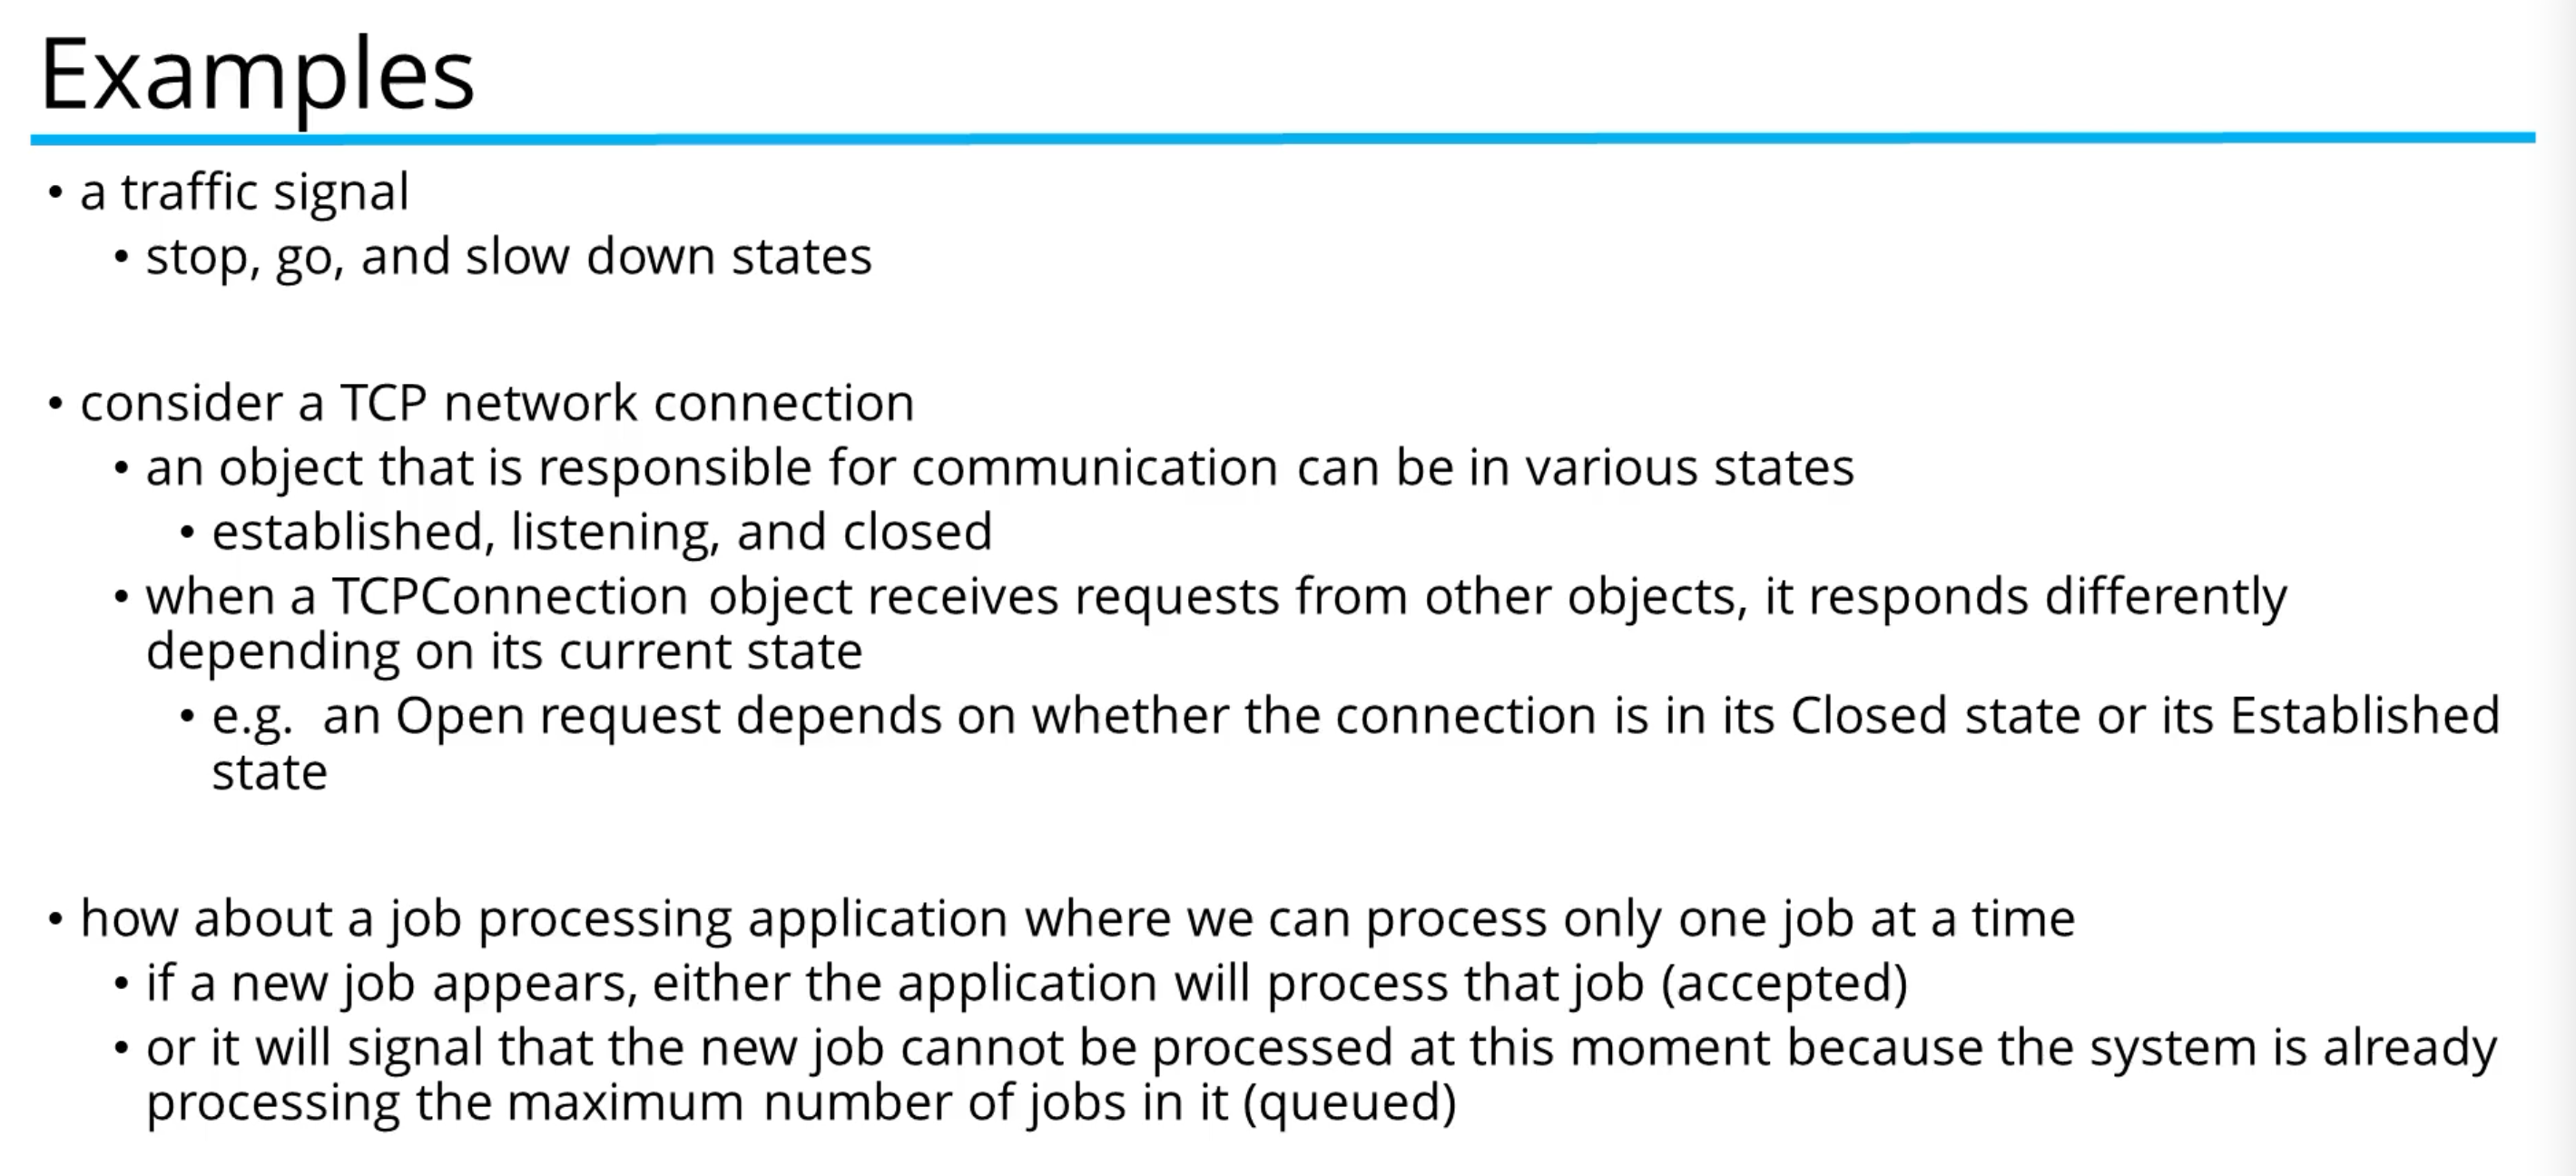 Examples
• a traffic signal
• stop, go, and slow down states
• consider a TCP network connection
• an object that is responsible for communication can be in various states
• established, listening, and closed
• when a TCPConnection object receives requests from other objects, it responds differently
depending on its current state
• e.g. an Open request depends on whether the connection is in its Closed state or its Established
state
• how about a job processing application where we can process only one job at a time
• if a new job appears, either the application will process that job (accepted)
• or it will signal that the new job cannot be processed at this moment because the system is already
processing the maximum number of jobs in it (queued)